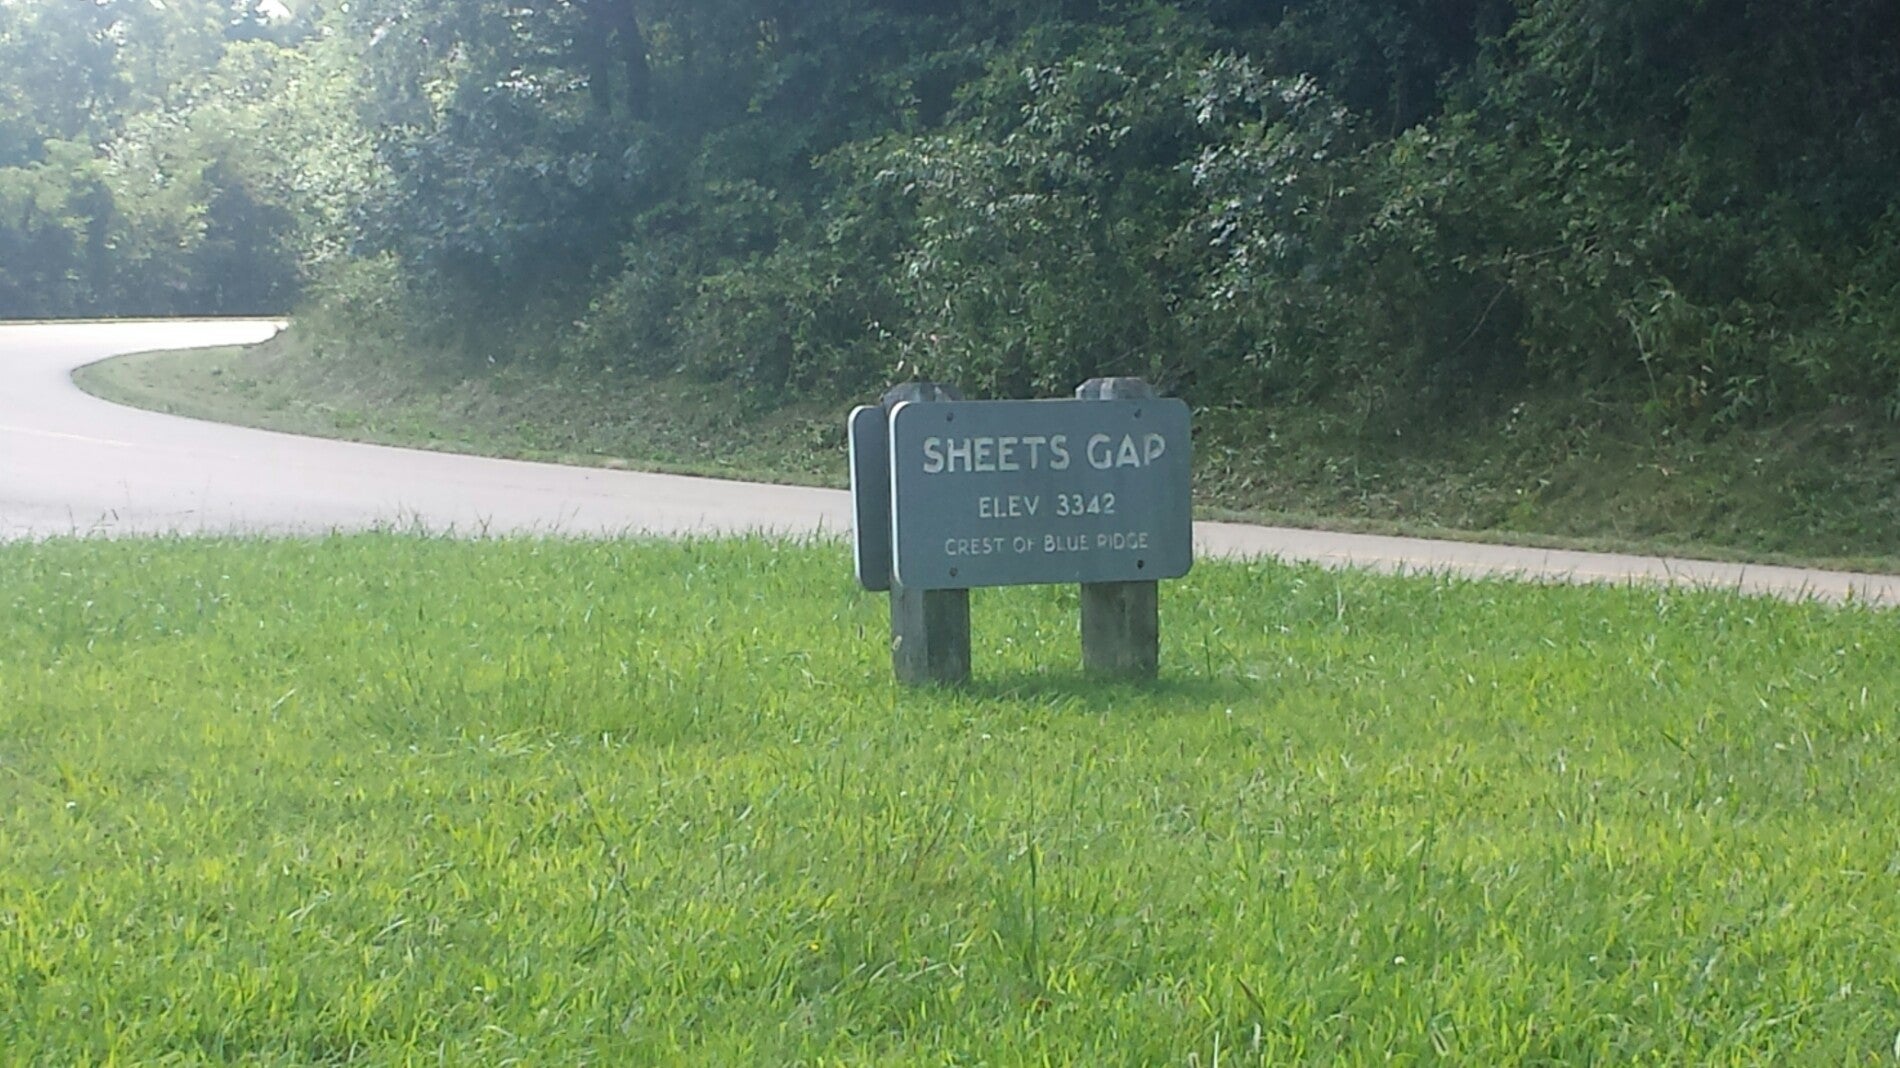 SHEETS GAP
ELEV 3342
CREST OF BLUE RIDGE